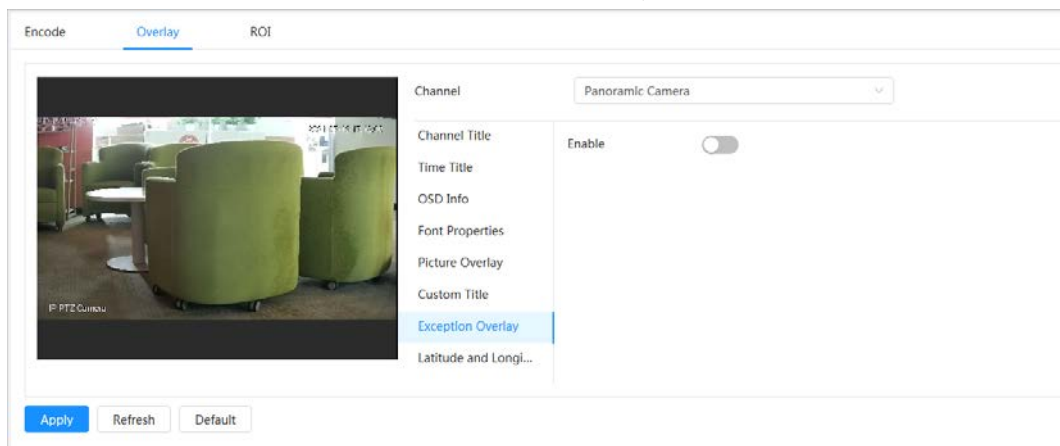 Encode Overlay ROI
Channel Panoramic Camera
Channel Title
Enable
Time Title
OSD Info
Font Properties
Picture Overlay
Custom Title
IP PTZ Camera
Exception Overlay
Latitude and Longi...
Apply Refresh Default